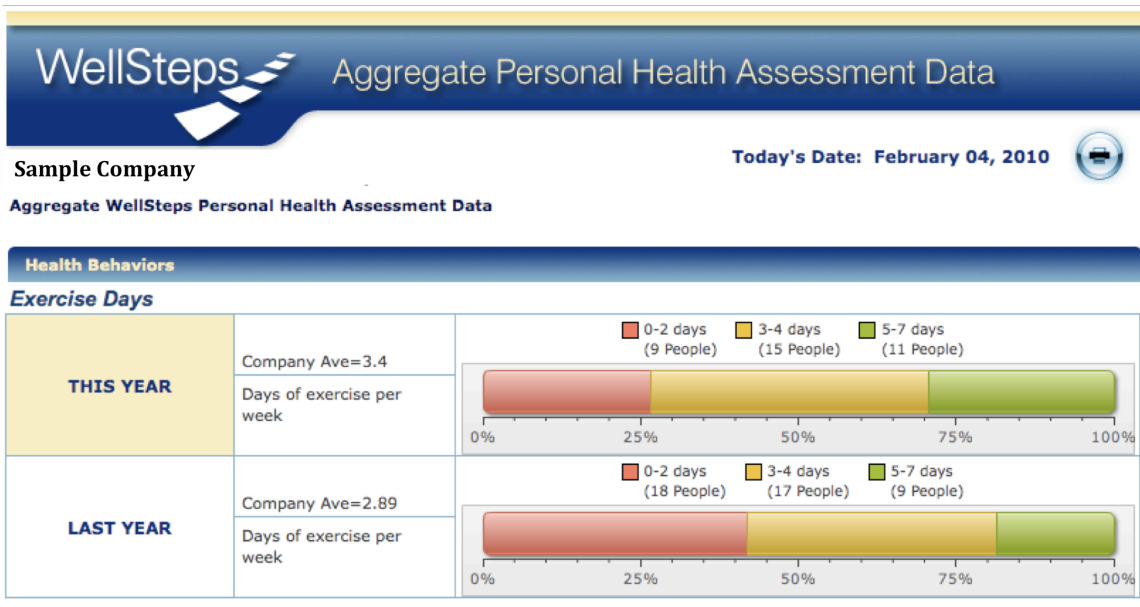 WellSteps
Aggregate Personal Health Assessment Data
Sample Company
Today's Date: February 04, 2010
Aggregate WellSteps Personal Health Assessment Data
Health Behaviors
Exercise Days
THIS YEAR
Company Ave=3.4
Days of exercise per
week
0-2 days 3-4 days 5-7 days
(9 People) (15 People) (11 People)
0% 25% 50% 75% 100%
LAST YEAR
Company Ave=2.89
Days of exercise per
week
0-2 days 3-4 days 5-7 days
(18 People) (17 People) (9 People)
0% 25% 50% 75% 100%